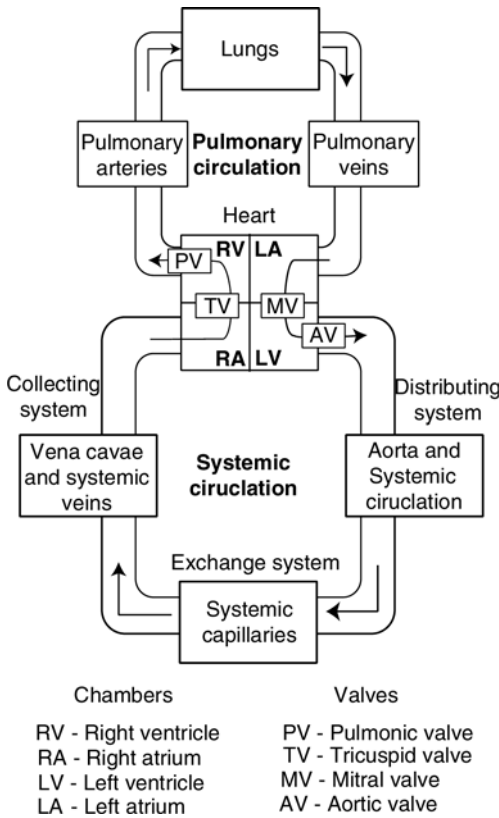 Lungs
Pulmonary
arteries
Pulmonary
circulation
Pulmonary
veins
Heart
RV
LA
PV
TV
MV
AV
RA
LV
Collecting
system
Distributing
system
Vena cavae
and systemic
veins
Systemic
ciruclation
Aorta and
Systemic
ciruclation
Exchange system
Systemic
capillaries
Chambers
RV - Right ventricle
RA - Right atrium
LV - Left ventricle
LA - Left atrium
Valves
PV - Pulmonic valve
TV - Tricuspid valve
MV - Mitral valve
AV - Aortic valve